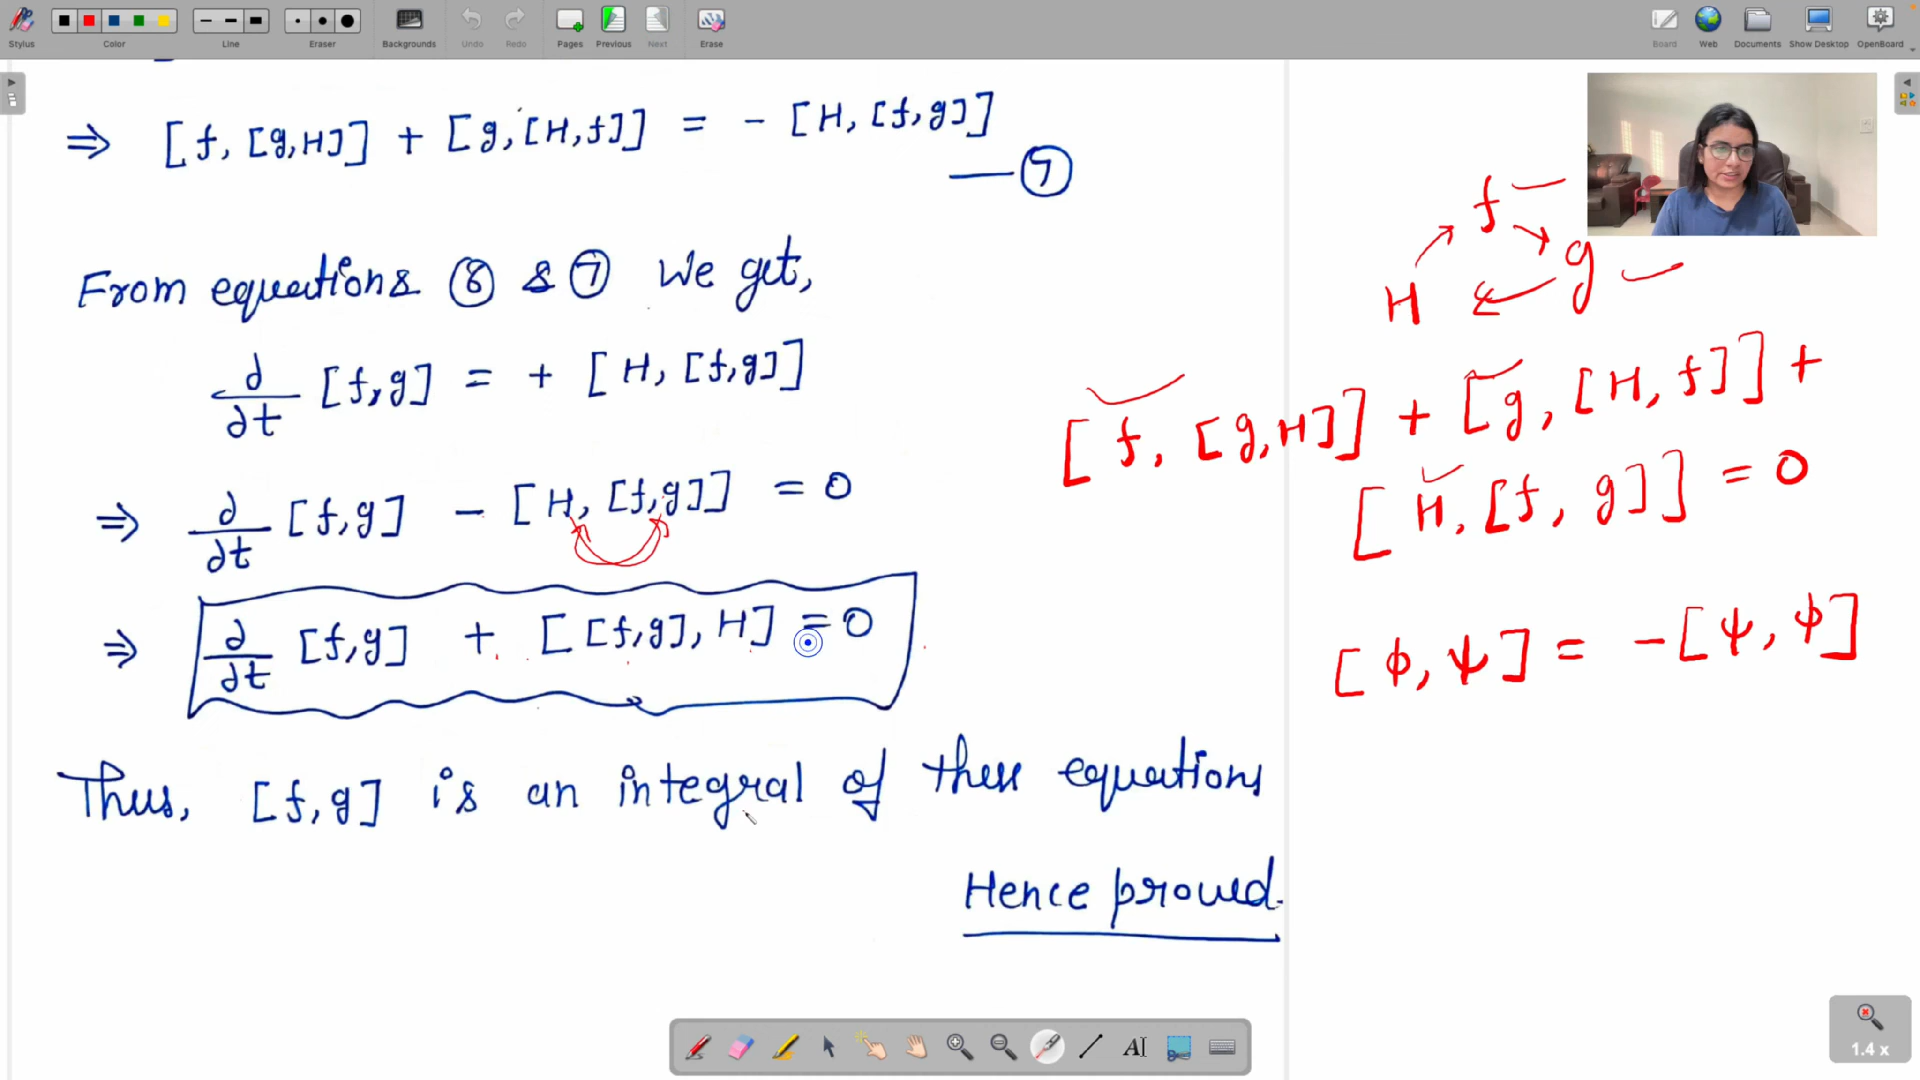 Stylus Color Line Eraser Backgrounds Undo Redo Pages Previous Next Erase Board Web Documents Show Desktop OpenBoard
⇒ [f, [g,H]] + [g, [H,f]] = - [H, [f,g]]
— ⑦
From equations ⑥ & ⑦ we get,
∂/∂t [f,g] = + [H, [f,g]]
⇒ ∂/∂t [f,g] - [H, [f,g]] = 0
⇒ ∂/∂t [f,g] + [[f,g], H] = 0
Thus, [f,g] is an integral of these equations
Hence proved.
f
g
H
[f, [g,H]] + [g, [H, f]] +
[H, [f, g]] = 0
[ϕ, ψ] = -[ψ, ϕ]
1.4 x